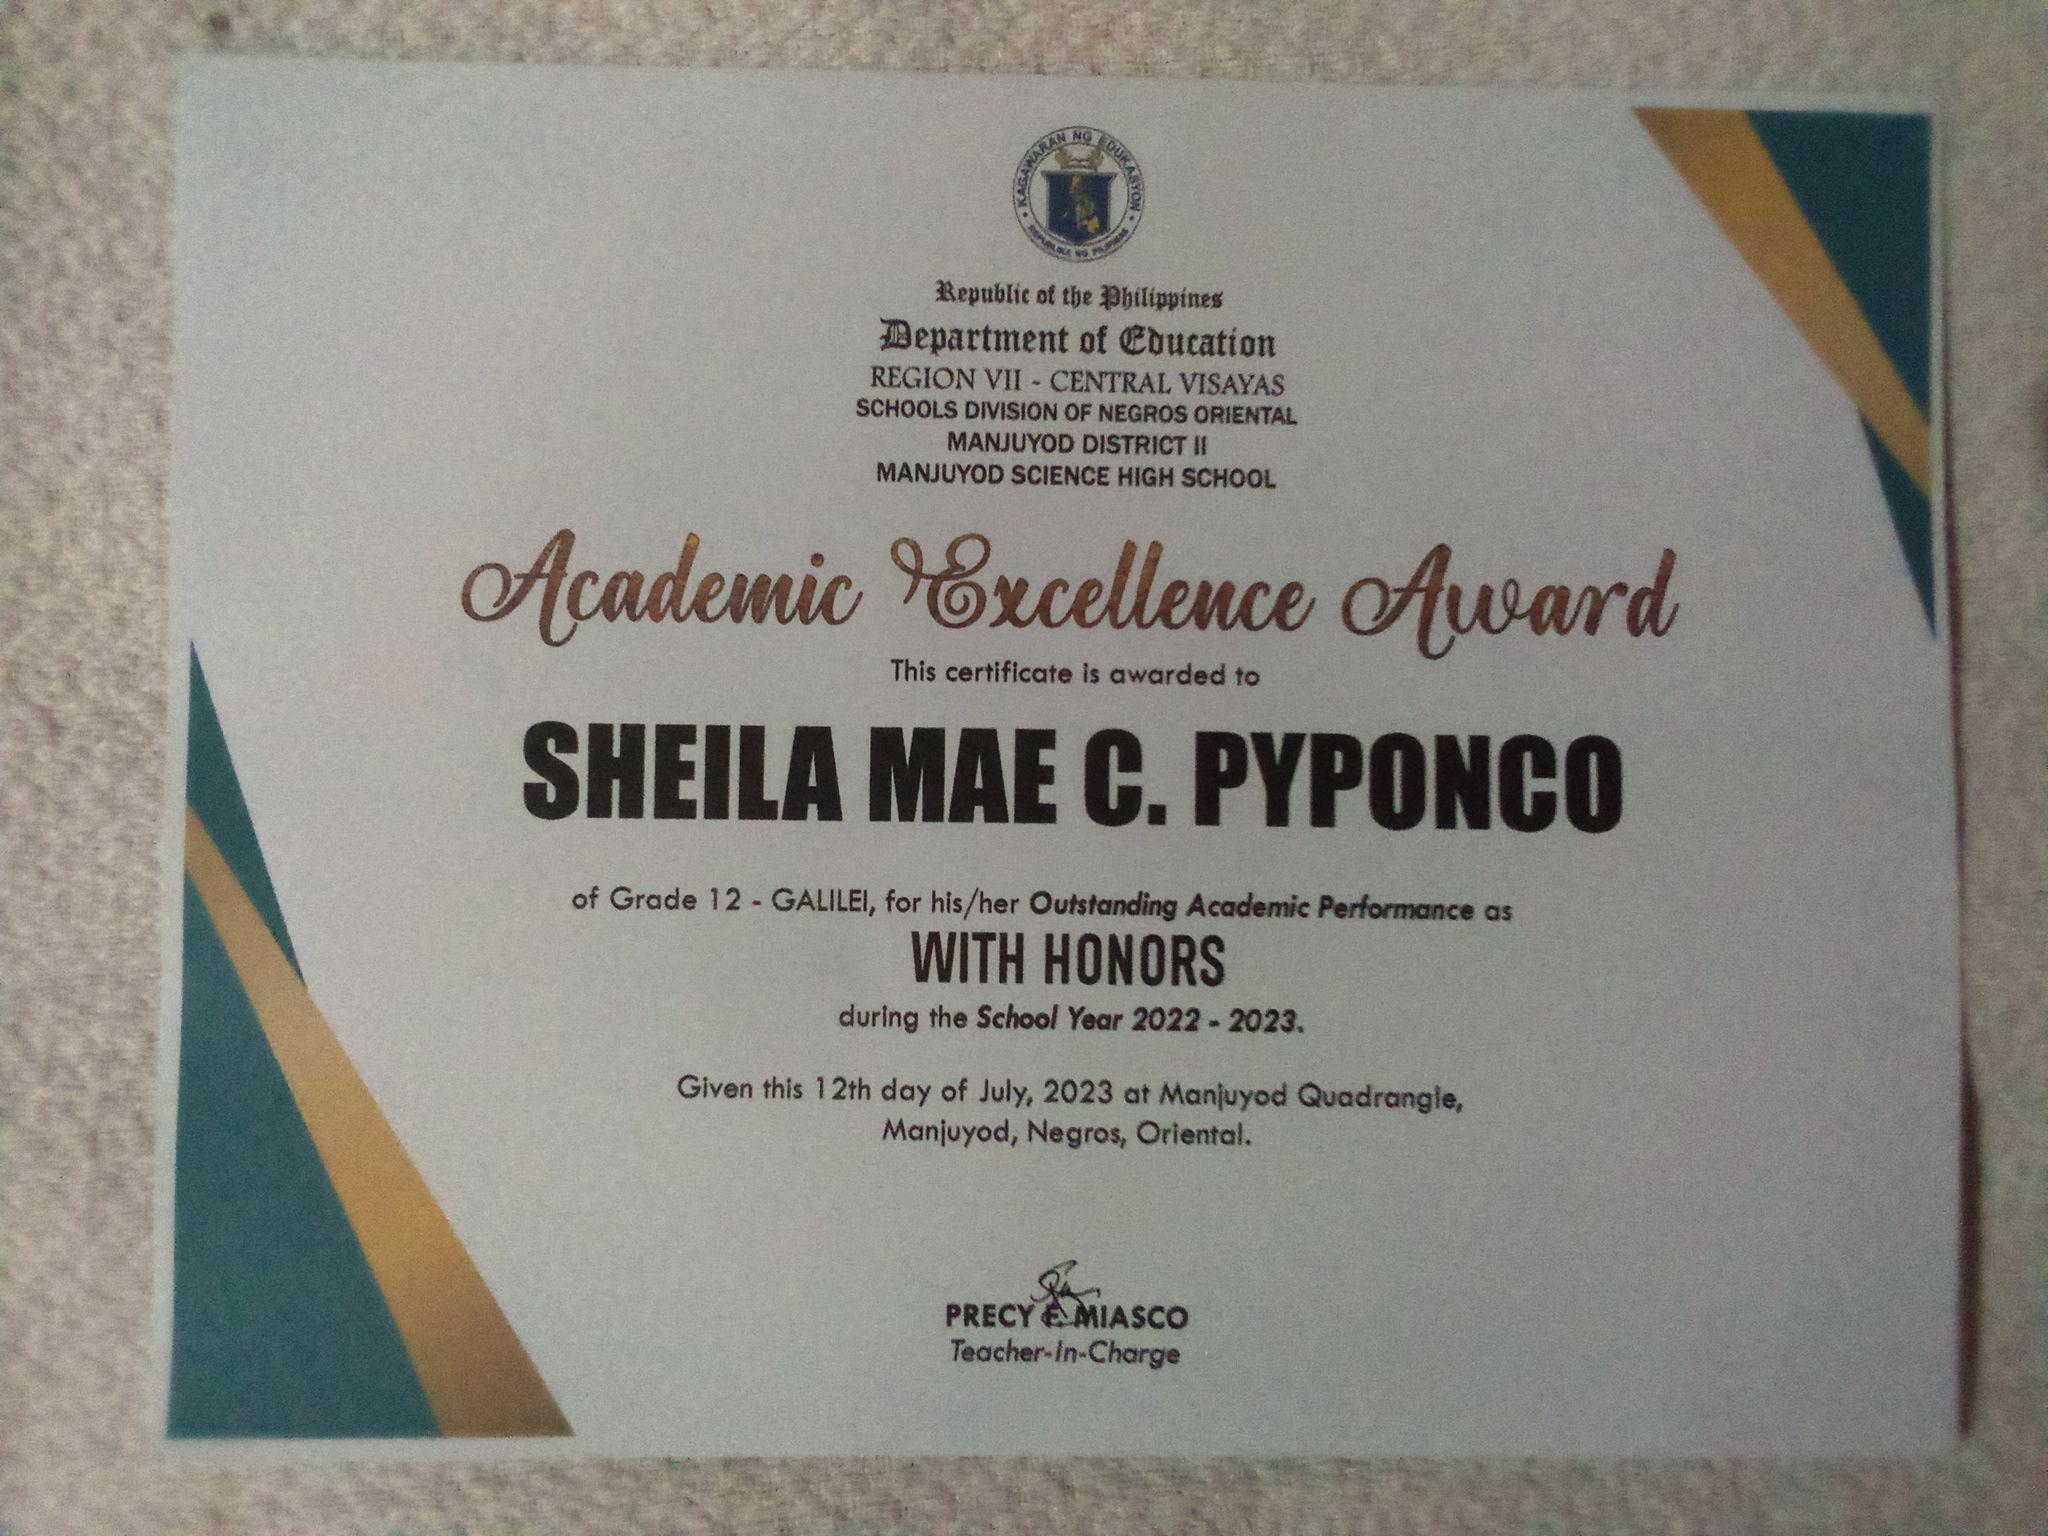 KAGAWARAN NG EDUKASYON
REPUBLIKA NG PILIPINAS
Republic of the Philippines
Department of Education
REGION VII - CENTRAL VISAYAS
SCHOOLS DIVISION OF NEGROS ORIENTAL
MANJUYOD DISTRICT II
MANJUYOD SCIENCE HIGH SCHOOL
Academic Excellence Award
This certificate is awarded to
SHEILA MAE C. PYPONCO
of Grade 12 - GALILEI, for his/her Outstanding Academic Performance as
WITH HONORS
during the School Year 2022 - 2023.
Given this 12th day of July, 2023 at Manjuyod Quadrangle,
Manjuyod, Negros, Oriental.
PRECY F. MIASCO
Teacher-In-Charge